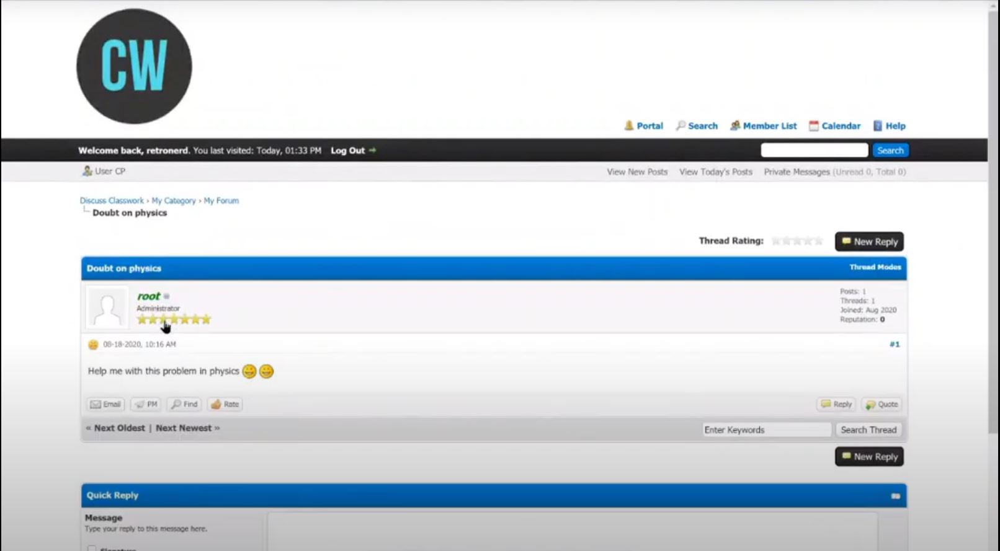 CW
Portal Search Member List Calendar Help
Welcome back, retronerd. You last visited: Today, 01:33 PM Log Out
Search
User CP
View New Posts View Today's Posts Private Messages (Unread 0, Total 0)
Discuss Classwork › My Category › My Forum
Doubt on physics
Thread Rating:
New Reply
Doubt on physics
Thread Modes
root
Administrator
Posts: 1
Threads: 1
Joined: Aug 2020
Reputation: 0
08-18-2020, 10:16 AM
#1
Help me with this problem in physics
Email PM Find Rate
Reply Quote
« Next Oldest | Next Newest »
Enter Keywords Search Thread
New Reply
Quick Reply
Message
Type your reply to this message here.